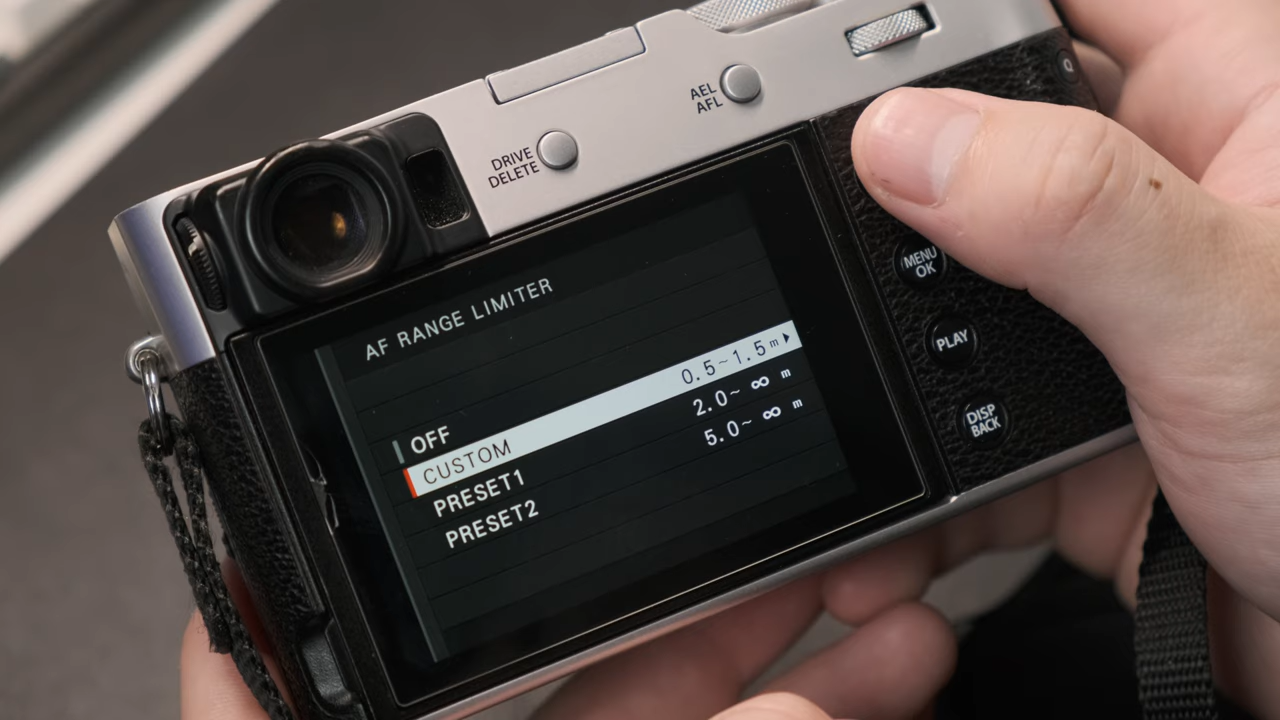 Q
AEL
AFL
DRIVE
DELETE
MENU
OK
PLAY
DISP
BACK
AF RANGE LIMITER
OFF
CUSTOM 0.5~1.5m
PRESET1 2.0~ ∞ m
PRESET2 5.0~ ∞ m